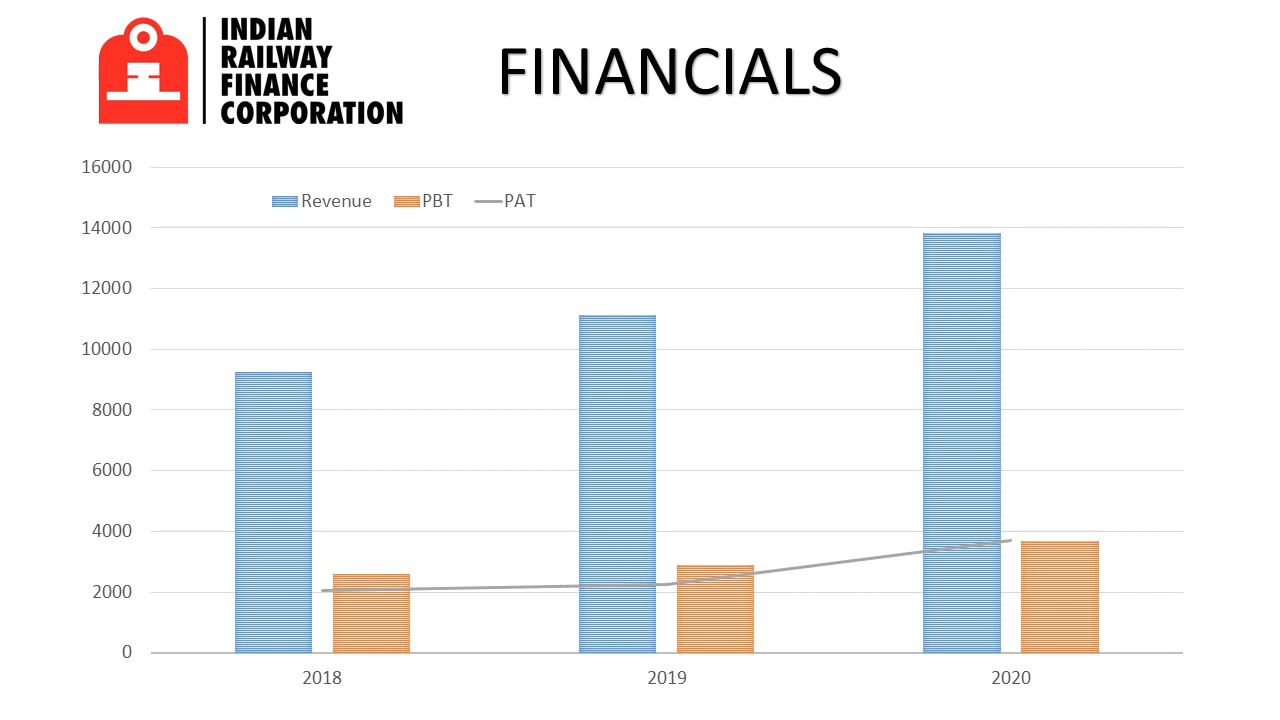 INDIAN
RAILWAY
FINANCE
CORPORATION
FINANCIALS
16000
Revenue PBT PAT
14000
12000
10000
8000
6000
4000
2000
0
2018 2019 2020